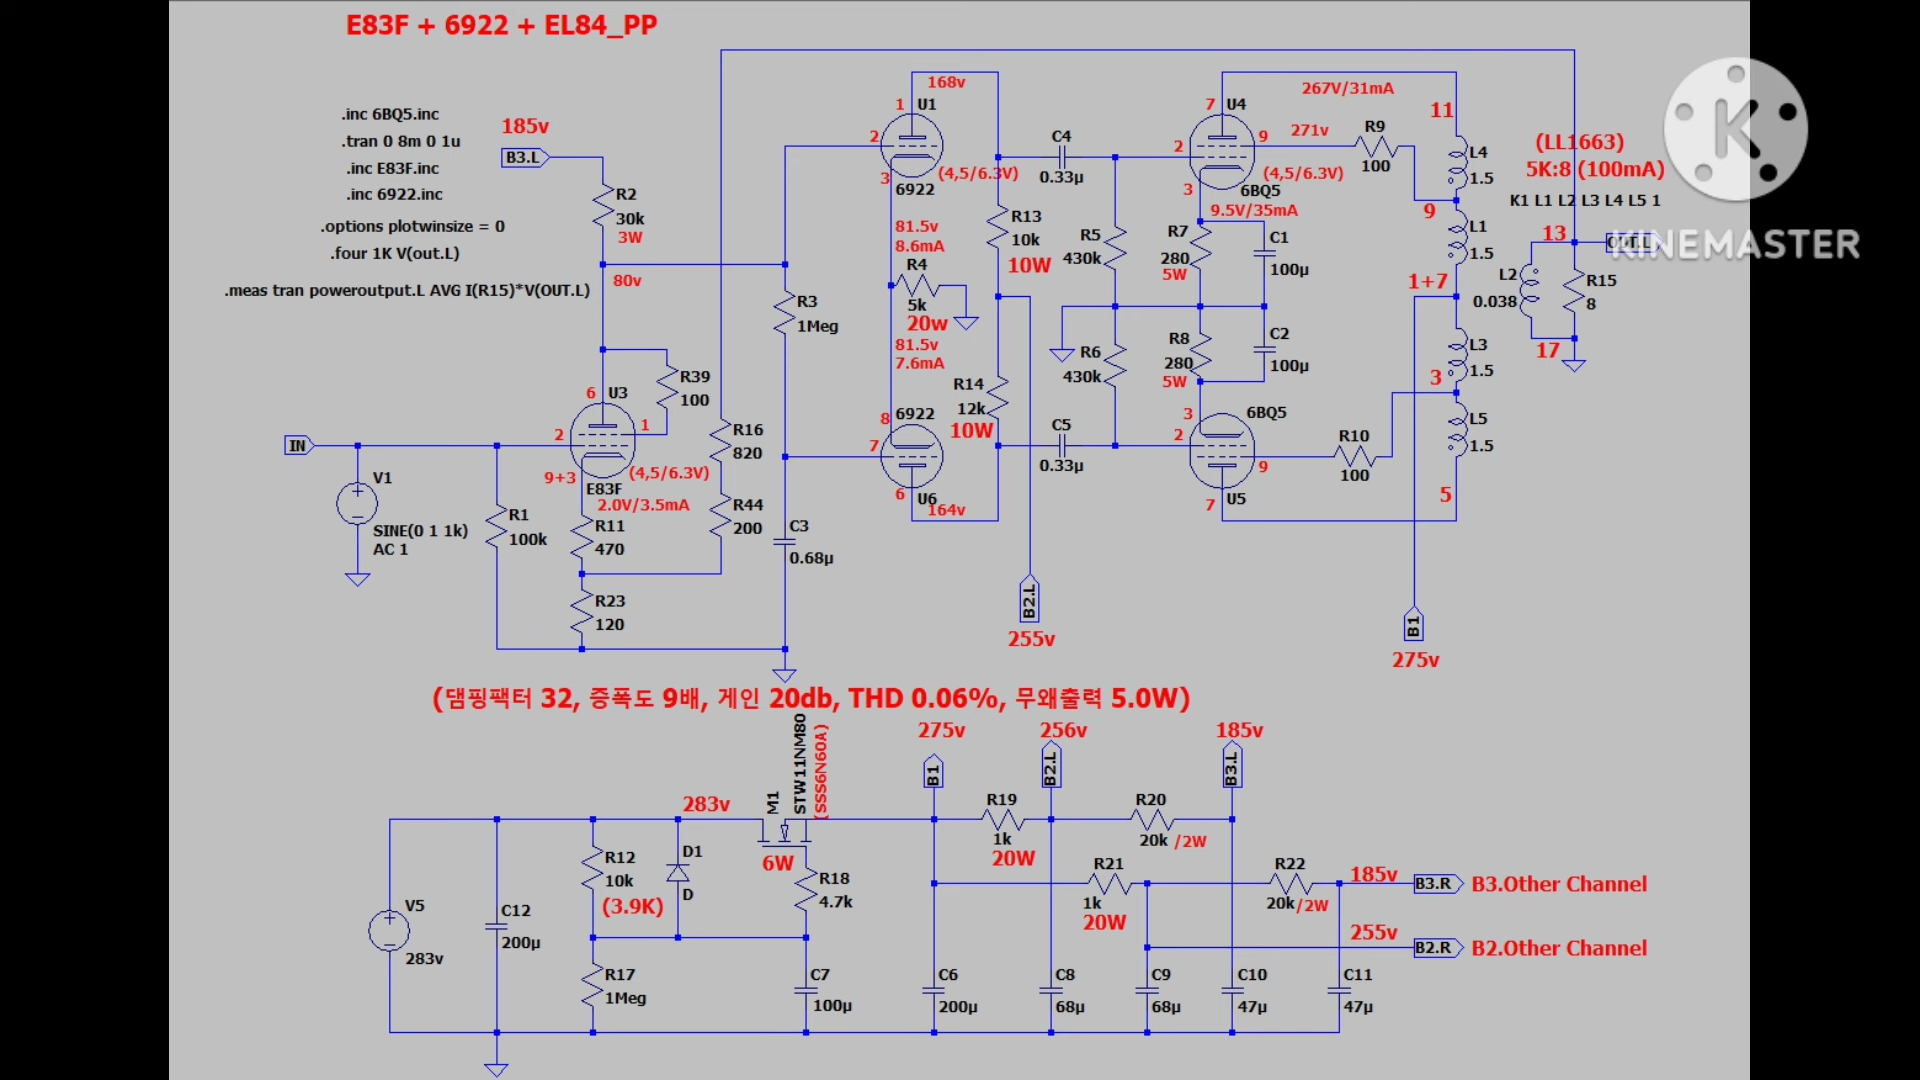 E83F + 6922 + EL84_PP
.inc 6BQ5.inc
.tran 0 8m 0 1u
.inc E83F.inc
.inc 6922.inc
.options plotwinsize = 0
.four 1K V(out.L)
.meas tran poweroutput.L AVG I(R15)*V(OUT.L)
185v
B3.L
R2
30k
3W
80v
R3
1Meg
R39
100
6
U3
1
2
9+3
E83F
(4,5/6.3V)
2.0V/3.5mA
IN
V1
SINE(0 1 1k)
AC 1
R1
100k
R11
470
R23
120
R16
820
R44
200
C3
0.68µ
168v
1
U1
2
3
6922
(4,5/6.3V)
81.5v
8.6mA
R4
5k
20w
81.5v
7.6mA
8
6922
7
6
U6
164v
R13
10k
10W
R14
12k
10W
B2.L
255v
C4
0.33µ
C5
0.33µ
R5
430k
R6
430k
267V/31mA
7
U4
9
271v
2
(4,5/6.3V)
3
6BQ5
9.5V/35mA
R7
280
5W
C1
100µ
R8
280
5W
C2
100µ
3
6BQ5
2
9
7
U5
R9
100
R10
100
B1
275v
11
L4
1.5
9
L1
1.5
1+7
L3
1.5
3
L5
1.5
5
(LL1663)
5K:8 (100mA)
K1 L1 L2 L3 L4 L5 1
13
OUT.L
L2
0.038
R15
8
17
K
KINEMASTER
(댐핑팩터 32, 증폭도 9배, 게인 20db, THD 0.06%, 무왜출력 5.0W)
275v
256v
185v
B1
B2.L
B3.L
283v
M1
STW11NM80
(SSS6N60A)
6W
R19
1k
20W
R20
20k /2W
R12
10k
(3.9K)
D1
D
R18
4.7k
R21
1k
20W
R22
20k/2W
185v
B3.R
B3.Other Channel
255v
B2.R
B2.Other Channel
V5
283v
C12
200µ
R17
1Meg
C7
100µ
C6
200µ
C8
68µ
C9
68µ
C10
47µ
C11
47µ